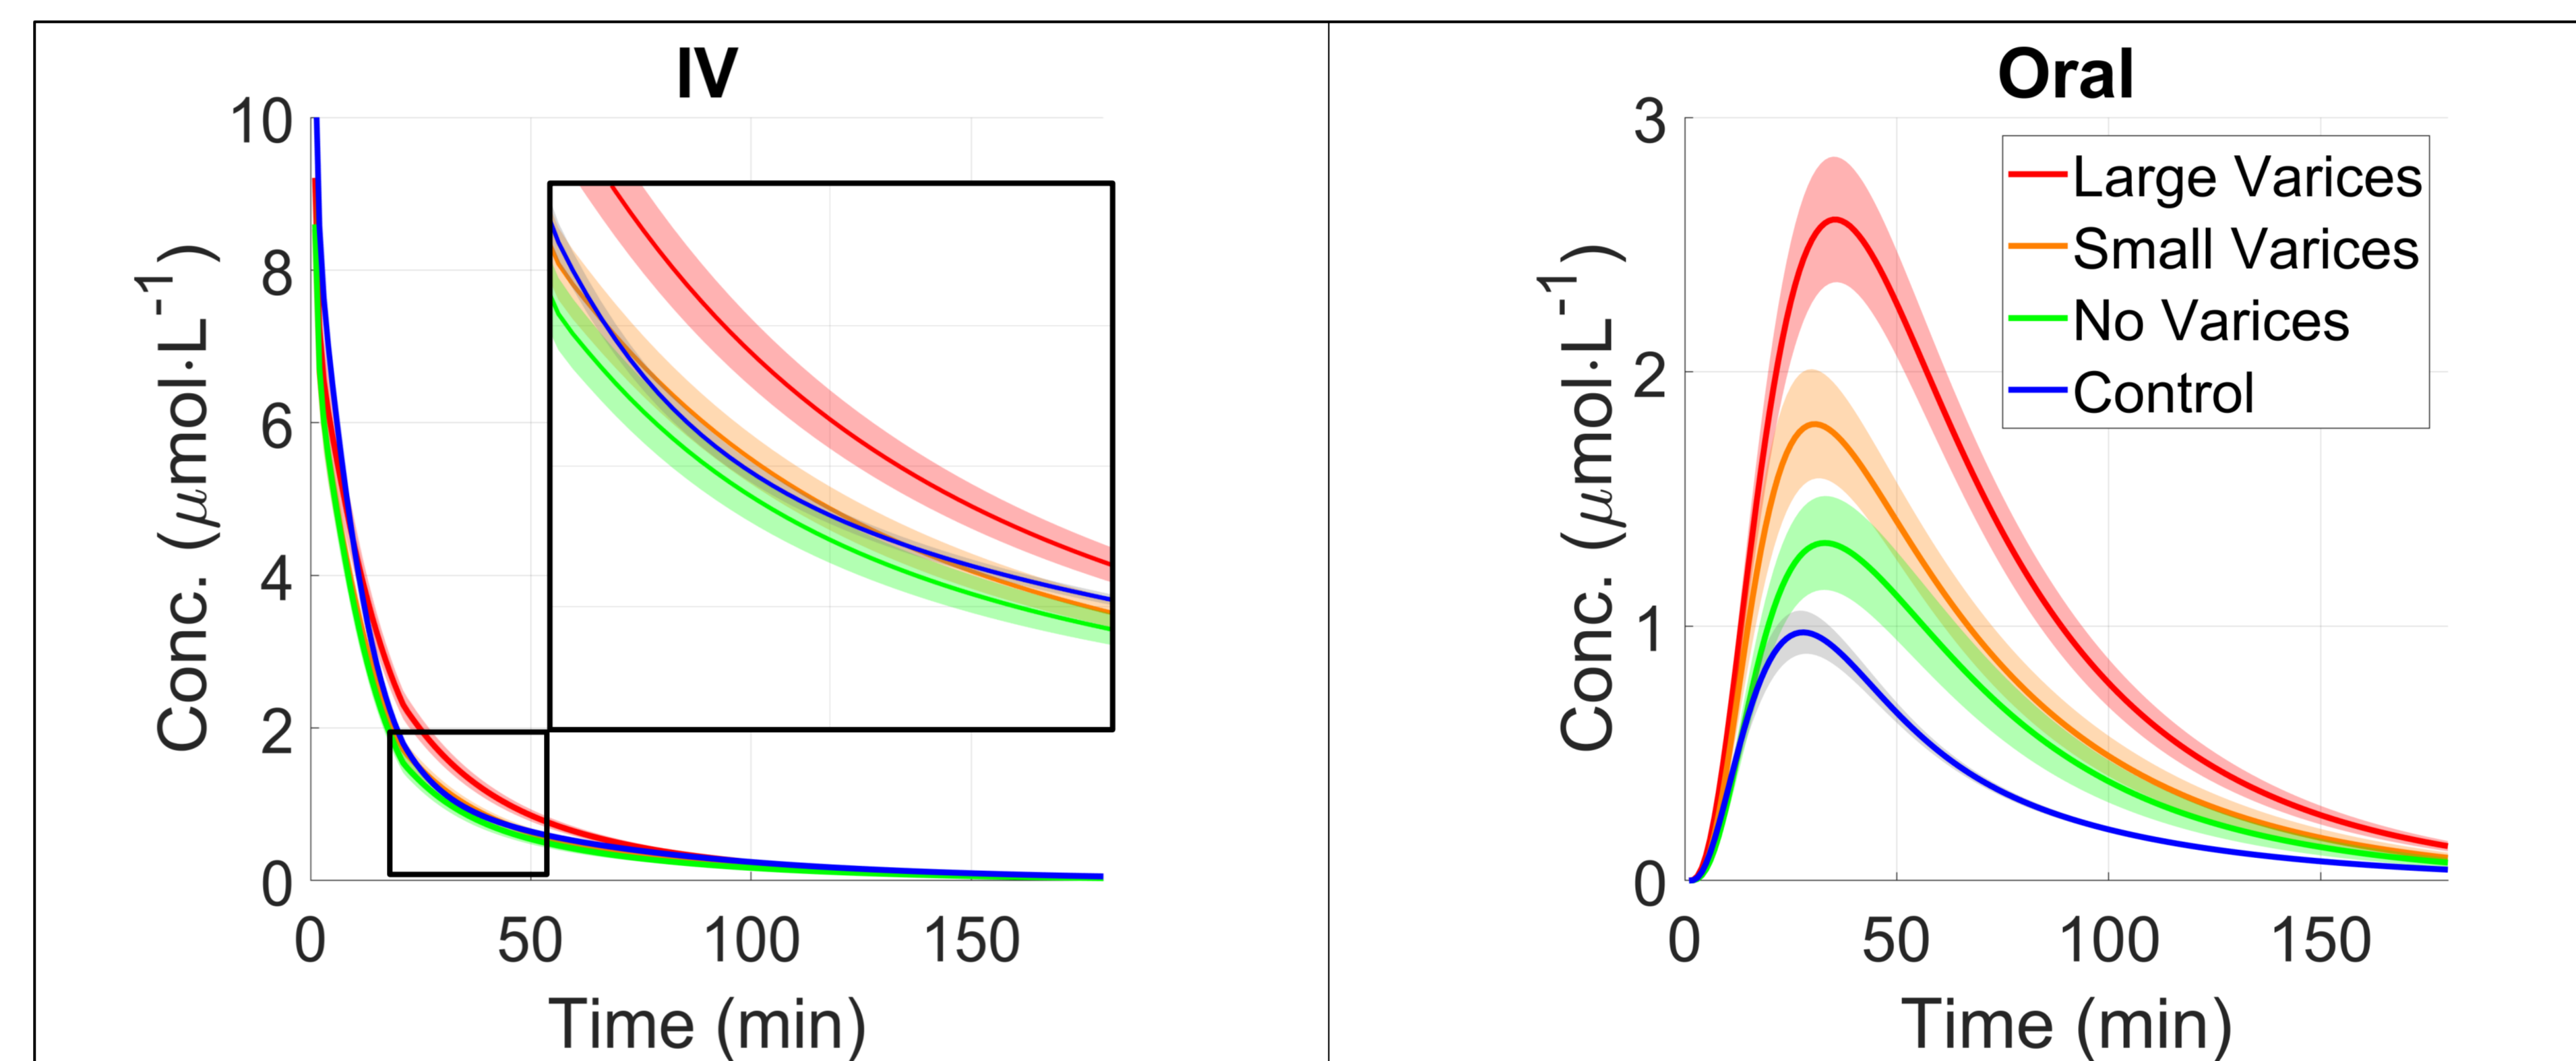 IV
10
8
6
4
2
0
0 50 100 150
Conc. (μmol·L⁻¹)
Time (min)
Oral
3
2
1
0
0 50 100 150
Conc. (μmol·L⁻¹)
Time (min)
Large Varices
Small Varices
No Varices
Control